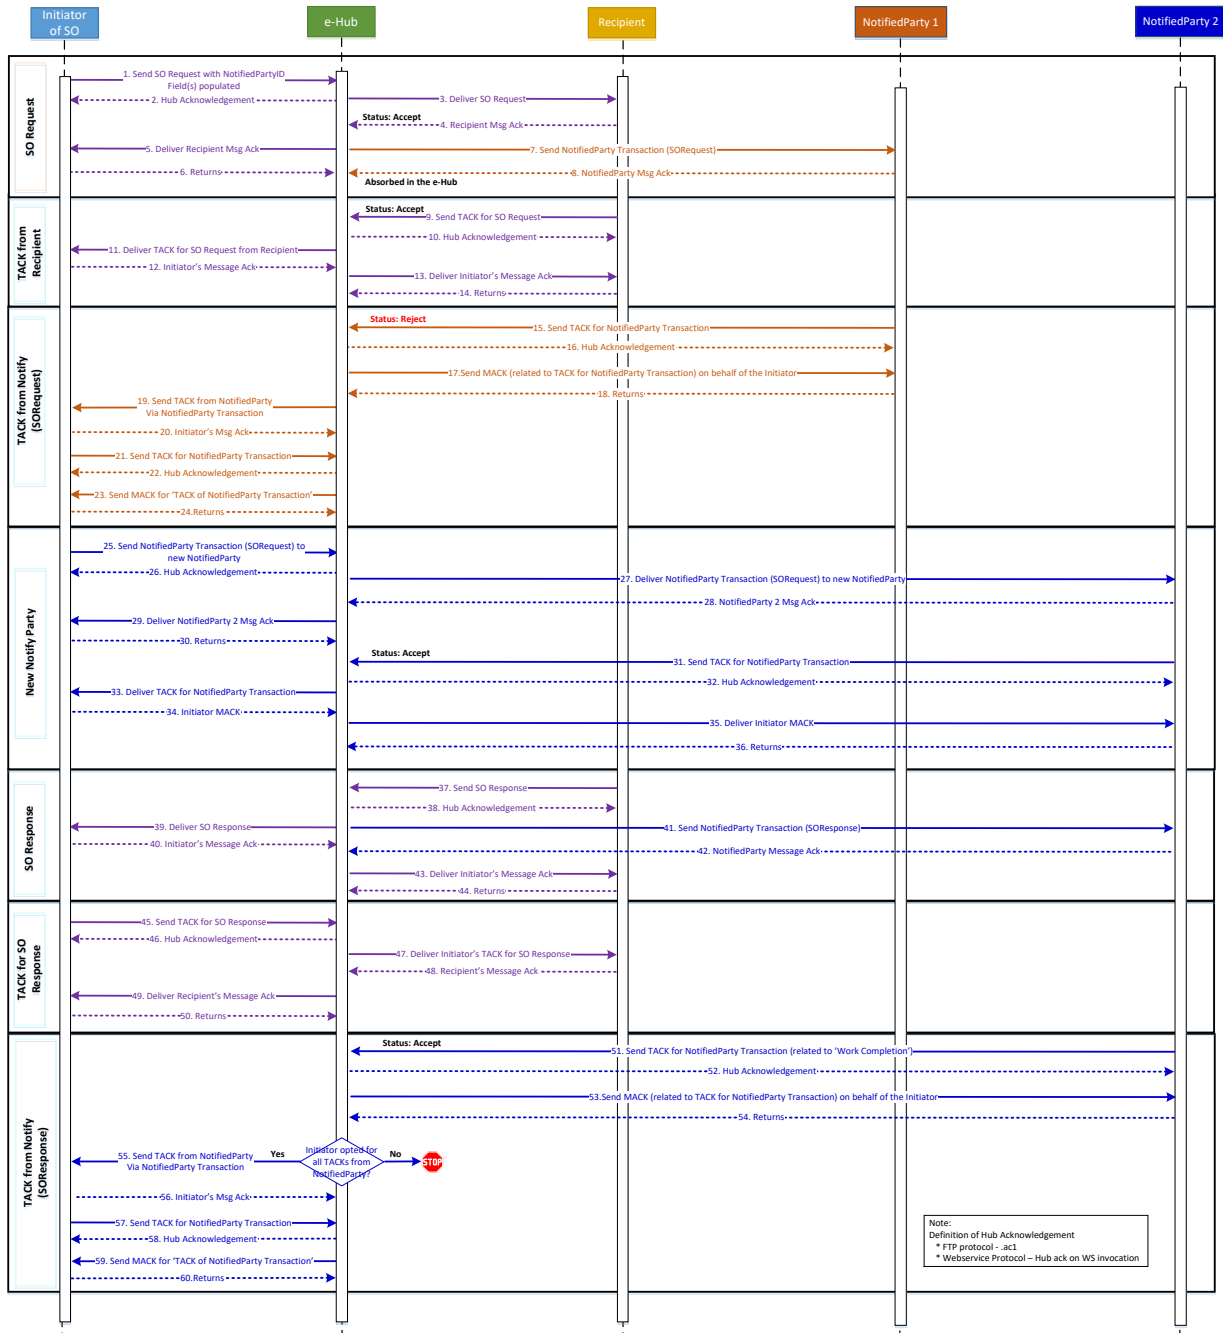 Initiator
of SO
e-Hub
Recipient
NotifiedParty 1
NotifiedParty 2
SO Request
1. Send SO Request with NotifiedPartyID
Field(s) populated
2. Hub Acknowledgement
3. Deliver SO Request
Status: Accept
4. Recipient Msg Ack
5. Deliver Recipient Msg Ack
7. Send NotifiedParty Transaction (SORequest)
6. Returns
8. NotifiedParty Msg Ack
Absorbed in the e-Hub
TACK from
Recipient
Status: Accept
9. Send TACK for SO Request
10. Hub Acknowledgement
11. Deliver TACK for SO Request from Recipient
12. Initiator's Message Ack
13. Deliver Initiator's Message Ack
14. Returns
TACK from Notify
(SORequest)
Status: Reject
15. Send TACK for NotifiedParty Transaction
16. Hub Acknowledgement
17.Send MACK (related to TACK for NotifiedParty Transaction) on behalf of the Initiator
18. Returns
19. Send TACK from NotifiedParty
Via NotifiedParty Transaction
20. Initiator's Msg Ack
21. Send TACK for NotifiedParty Transaction
22. Hub Acknowledgement
23. Send MACK for 'TACK of NotifiedParty Transaction'
24.Returns
New Notify Party
25. Send NotifiedParty Transaction (SORequest) to
new NotifiedParty
26. Hub Acknowledgement
27. Deliver NotifiedParty Transaction (SORequest) to new NotifiedParty
28. NotifiedParty 2 Msg Ack
29. Deliver NotifiedParty 2 Msg Ack
30. Returns
Status: Accept
31. Send TACK for NotifiedParty Transaction
32. Hub Acknowledgement
33. Deliver TACK for NotifiedParty Transaction
34. Initiator MACK
35. Deliver Initiator MACK
36. Returns
SO Response
37. Send SO Response
38. Hub Acknowledgement
39. Deliver SO Response
41. Send NotifiedParty Transaction (SOResponse)
40. Initiator's Message Ack
42. NotifiedParty Message Ack
43. Deliver Initiator's Message Ack
44. Returns
TACK for SO
Response
45. Send TACK for SO Response
46. Hub Acknowledgement
47. Deliver Initiator's TACK for SO Response
48. Recipient's Message Ack
49. Deliver Recipient's Message Ack
50. Returns
TACK from Notify
(SOResponse)
Status: Accept
51. Send TACK for NotifiedParty Transaction (related to 'Work Completion')
52. Hub Acknowledgement
53.Send MACK (related to TACK for NotifiedParty Transaction) on behalf of the Initiator
54. Returns
Initiator opted for
all TACKs from
NotifiedParty?
Yes
No
STOP
55. Send TACK from NotifiedParty
Via NotifiedParty Transaction
56. Initiator's Msg Ack
57. Send TACK for NotifiedParty Transaction
58. Hub Acknowledgement
59. Send MACK for 'TACK of NotifiedParty Transaction'
60.Returns
Note:
Definition of Hub Acknowledgement
* FTP protocol - .ac1
* Webservice Protocol – Hub ack on WS invocation